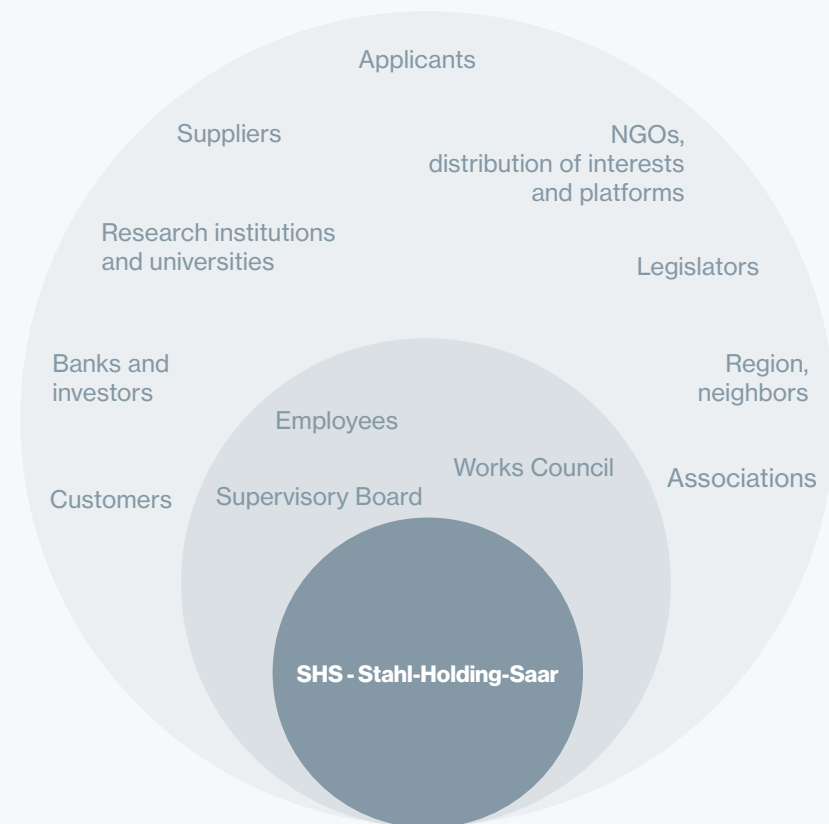 Applicants
Suppliers
NGOs,
distribution of interests
and platforms
Research institutions
and universities
Legislators
Banks and
investors
Region,
neighbors
Employees
Works Council
Associations
Supervisory Board
Customers
SHS - Stahl-Holding-Saar